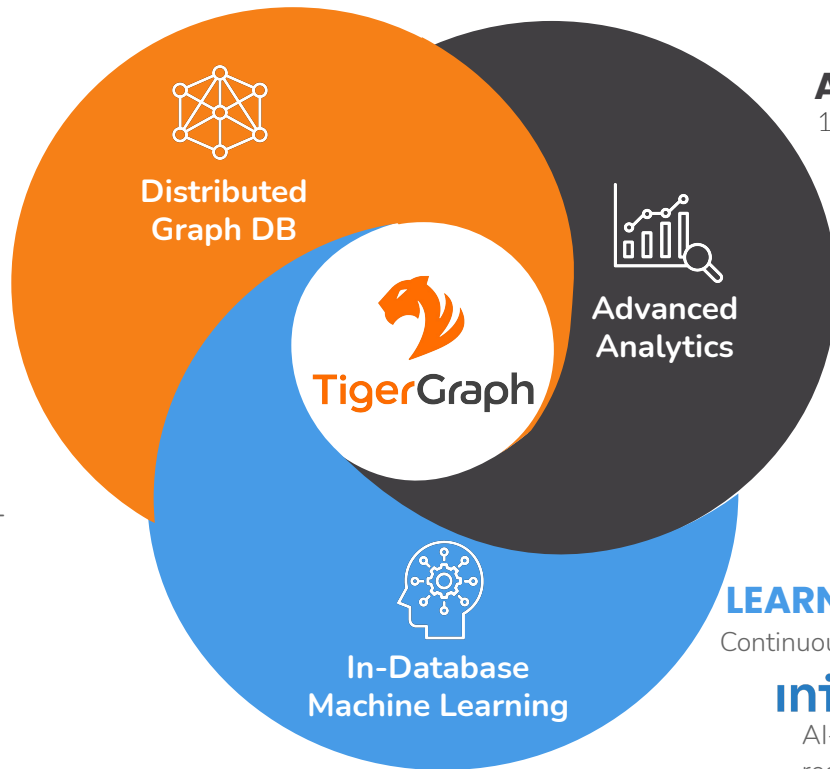 Distributed
Graph DB
Advanced
Analytics
TigerGraph
In-Database
Machine Learning